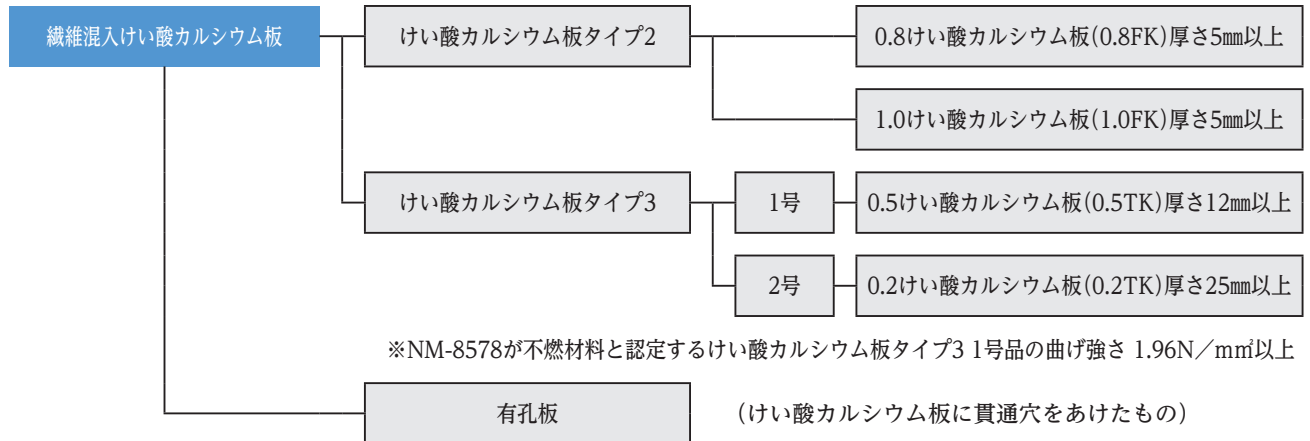 繊維混入けい酸カルシウム板
けい酸カルシウム板タイプ2
0.8けい酸カルシウム板(0.8FK)厚さ5㎜以上
1.0けい酸カルシウム板(1.0FK)厚さ5㎜以上
けい酸カルシウム板タイプ3
1号
0.5けい酸カルシウム板(0.5TK)厚さ12㎜以上
2号
0.2けい酸カルシウム板(0.2TK)厚さ25㎜以上
※NM-8578が不燃材料と認定するけい酸カルシウム板タイプ3 1号品の曲げ強さ 1.96N／m㎡以上
有孔板
（けい酸カルシウム板に貫通穴をあけたもの）